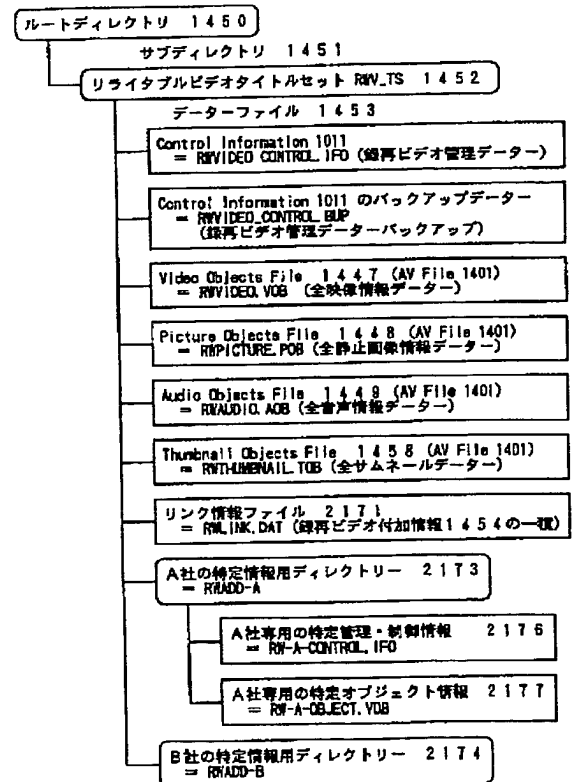 ルートディレクトリ 1450
サブディレクトリ 1451
リライタブルビデオタイトルセット RWV_TS 1452
データーファイル 1453
Control Information 1011
= RWVIDEO_CONTROL.IFO (録再ビデオ管理データー)
Control Information 1011 のバックアップデーター
= RWVIDEO_CONTROL.BUP
(録再ビデオ管理データーバックアップ)
Video Objects File 1447 (AV File 1401)
= RWVIDEO.VOB (全映像情報データー)
Picture Objects File 1448 (AV File 1401)
= RWPICTURE.POB (全静止画像情報データー)
Audio Objects File 1449 (AV File 1401)
= RWAUDIO.AOB (全音声情報データー)
Thumbnail Objects File 1458 (AV File 1401)
= RWTHUMBNAIL.TOB (全サムネールデーター)
リンク情報ファイル 2171
= RWLINK.DAT (録再ビデオ付加情報1454の一種)
A社の特定情報用ディレクトリー 2173
= RWADD-A
A社専用の特定管理・制御情報 2176
= RW-A-CONTROL.IFO
A社専用の特定オブジェクト情報 2177
= RW-A-OBJECT.VOB
B社の特定情報用ディレクトリー 2174
= RWADD-B